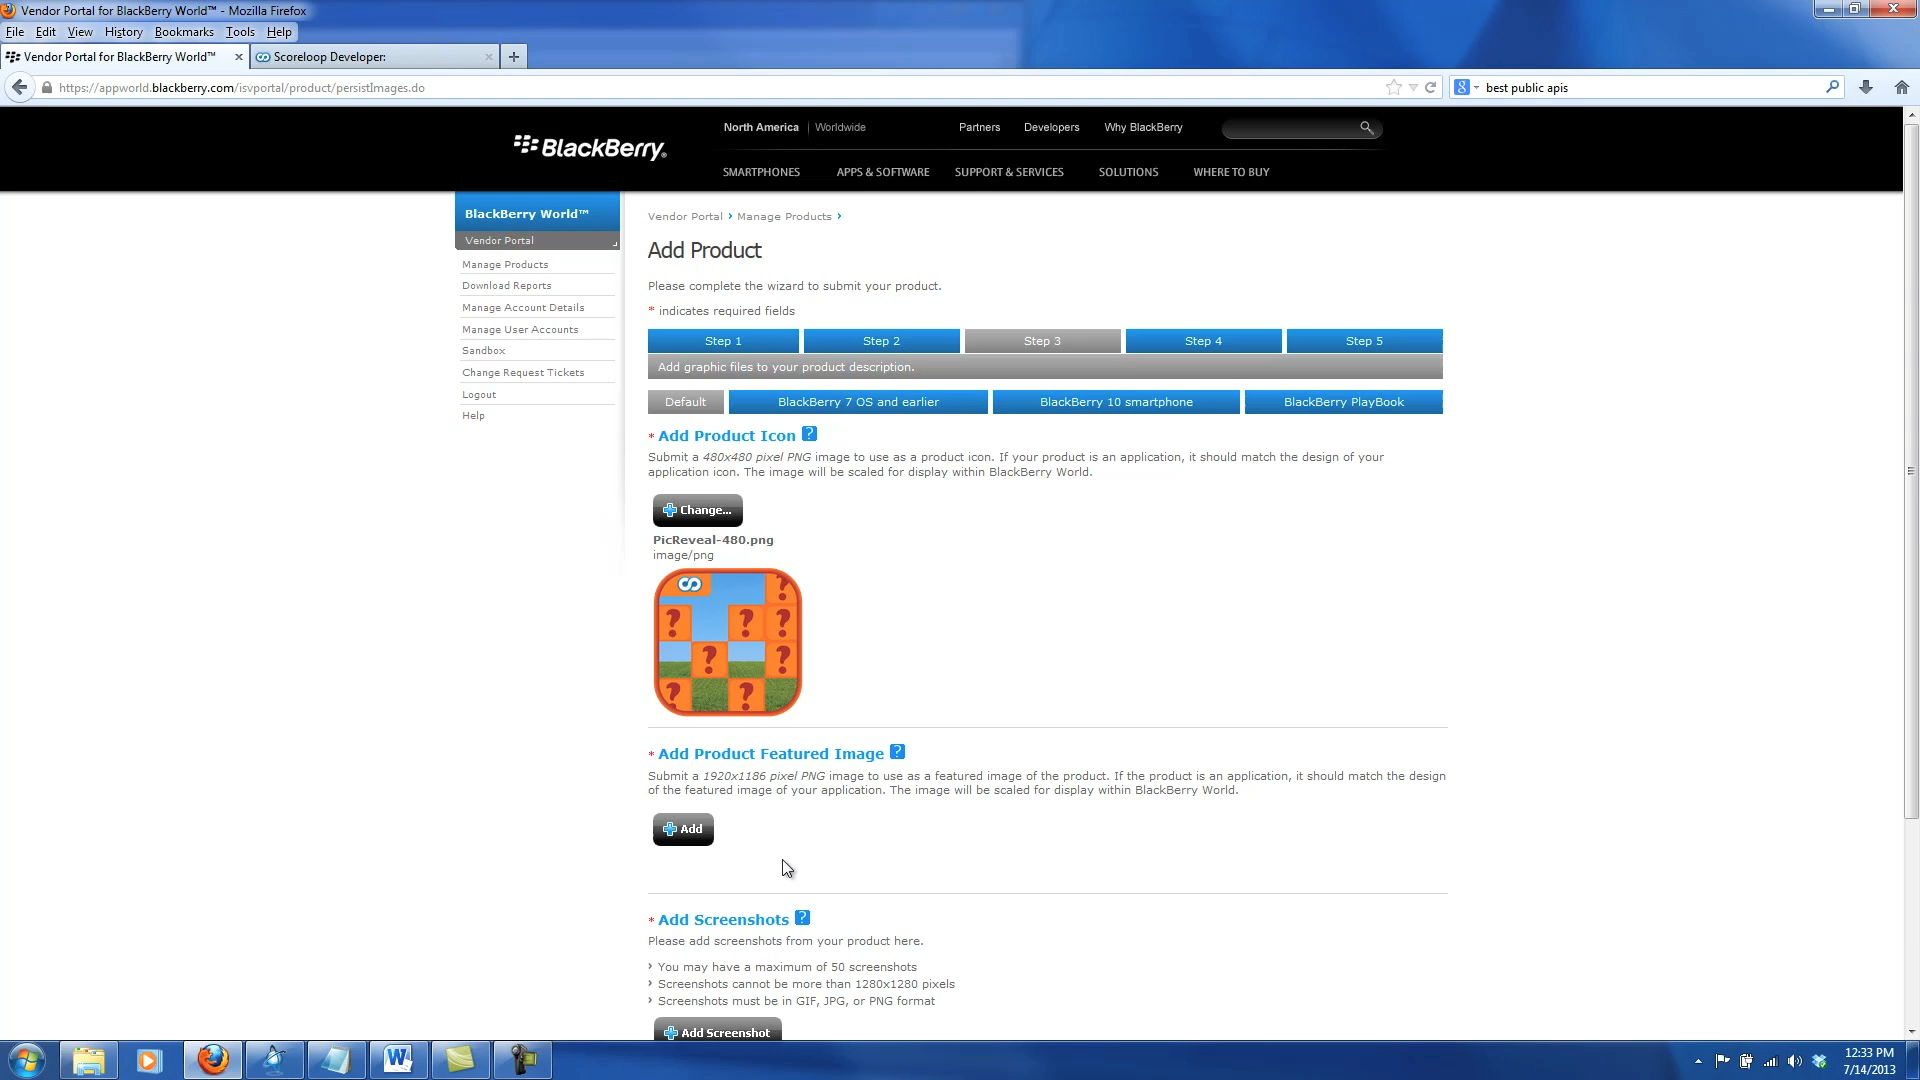 Vendor Portal for BlackBerry World™ - Mozilla Firefox
File Edit View History Bookmarks Tools Help
Vendor Portal for BlackBerry World™ × Scoreloop Developer: × +
https://appworld.blackberry.com/isvportal/product/persistImages.do
best public apis
North America | Worldwide
Partners Developers Why BlackBerry
BlackBerry®
SMARTPHONES APPS & SOFTWARE SUPPORT & SERVICES SOLUTIONS WHERE TO BUY
BlackBerry World™
Vendor Portal
Manage Products
Download Reports
Manage Account Details
Manage User Accounts
Sandbox
Change Request Tickets
Logout
Help
Vendor Portal › Manage Products ›
Add Product
Please complete the wizard to submit your product.
* indicates required fields
Step 1 Step 2 Step 3 Step 4 Step 5
Add graphic files to your product description.
Default BlackBerry 7 OS and earlier BlackBerry 10 smartphone BlackBerry PlayBook
* Add Product Icon ?
Submit a 480x480 pixel PNG image to use as a product icon. If your product is an application, it should match the design of your
application icon. The image will be scaled for display within BlackBerry World.
Change...
PicReveal-480.png
image/png
?
? ? ?
? ?
? ?
* Add Product Featured Image ?
Submit a 1920x1186 pixel PNG image to use as a featured image of the product. If the product is an application, it should match the design
of the featured image of your application. The image will be scaled for display within BlackBerry World.
Add
* Add Screenshots ?
Please add screenshots from your product here.
› You may have a maximum of 50 screenshots
› Screenshots cannot be more than 1280x1280 pixels
› Screenshots must be in GIF, JPG, or PNG format
Add Screenshot
12:33 PM
7/14/2013